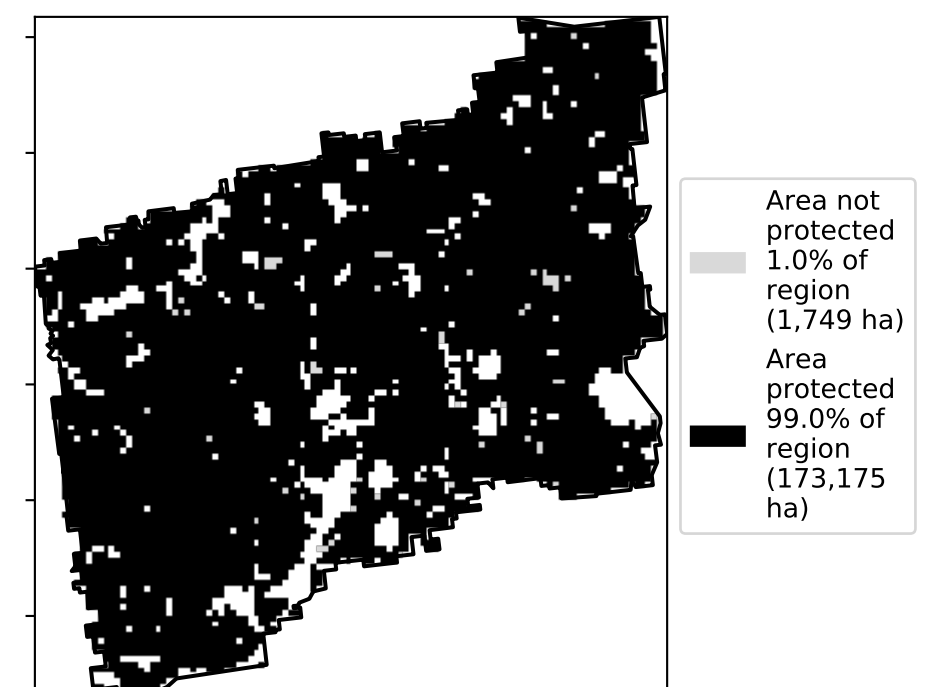 Area not
protected
1.0% of
region
(1,749 ha)
Area
protected
99.0% of
region
(173,175
ha)